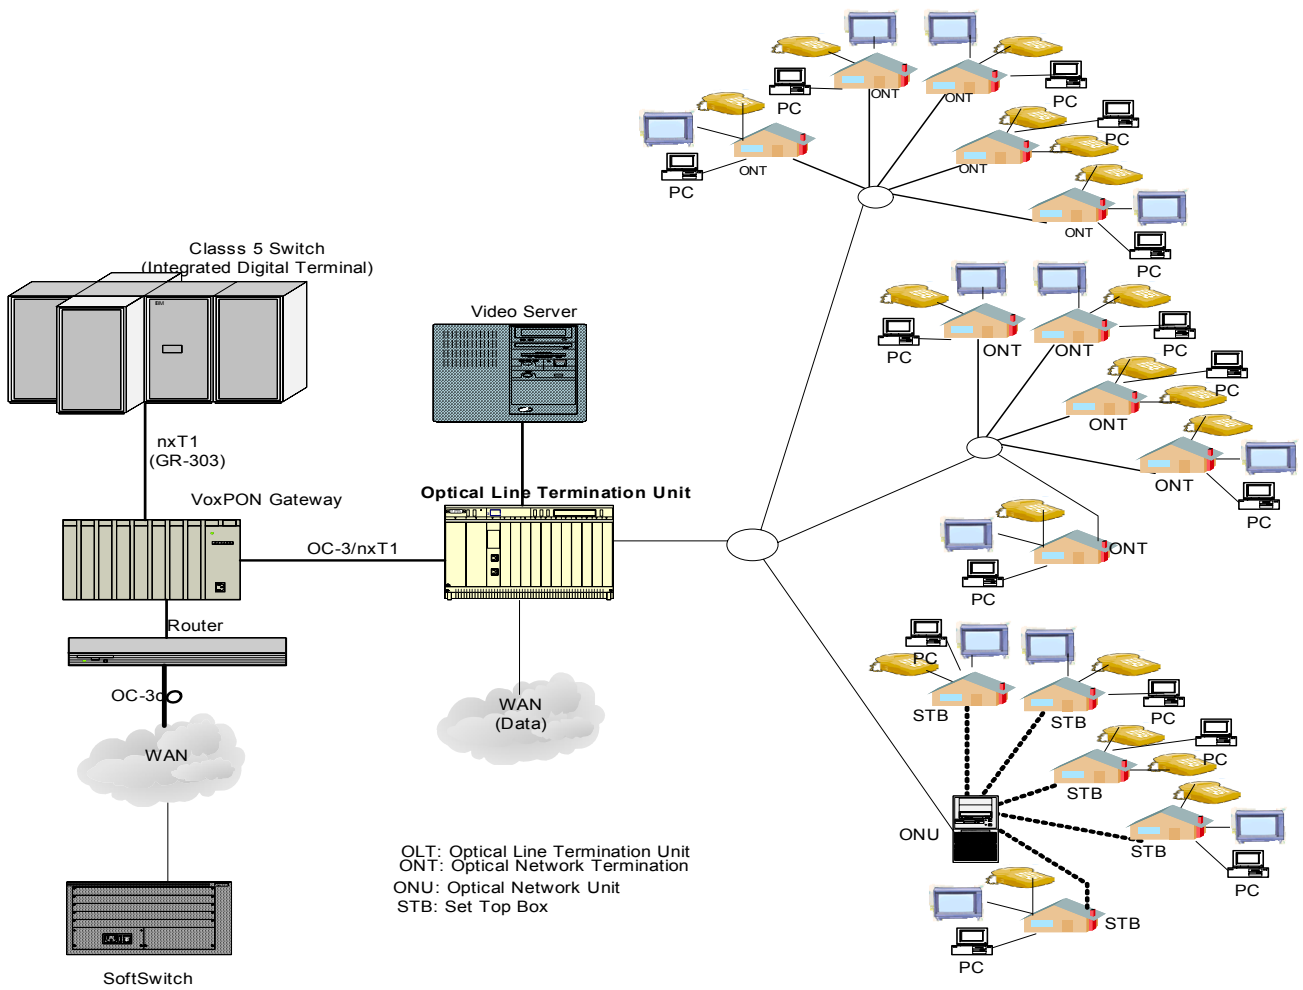 Classs 5 Switch
(Integrated Digital Terminal)
IBM
nxT1
(GR-303)
VoxPON Gateway
Video Server
Optical Line Termination Unit
OC-3/nxT1
Router
OC-3c
WAN
SoftSwitch
WAN
(Data)
OLT: Optical Line Termination Unit
ONT: Optical Network Termination
ONU: Optical Network Unit
STB: Set Top Box
PC
ONT
ONT
PC
PC
PC
ONT
ONT
ONT
PC
PC
ONT
ONT
PC
PC
ONT
ONT
PC
ONT
PC
PC
STB
STB
PC
PC
STB
ONU
STB
PC
STB
PC